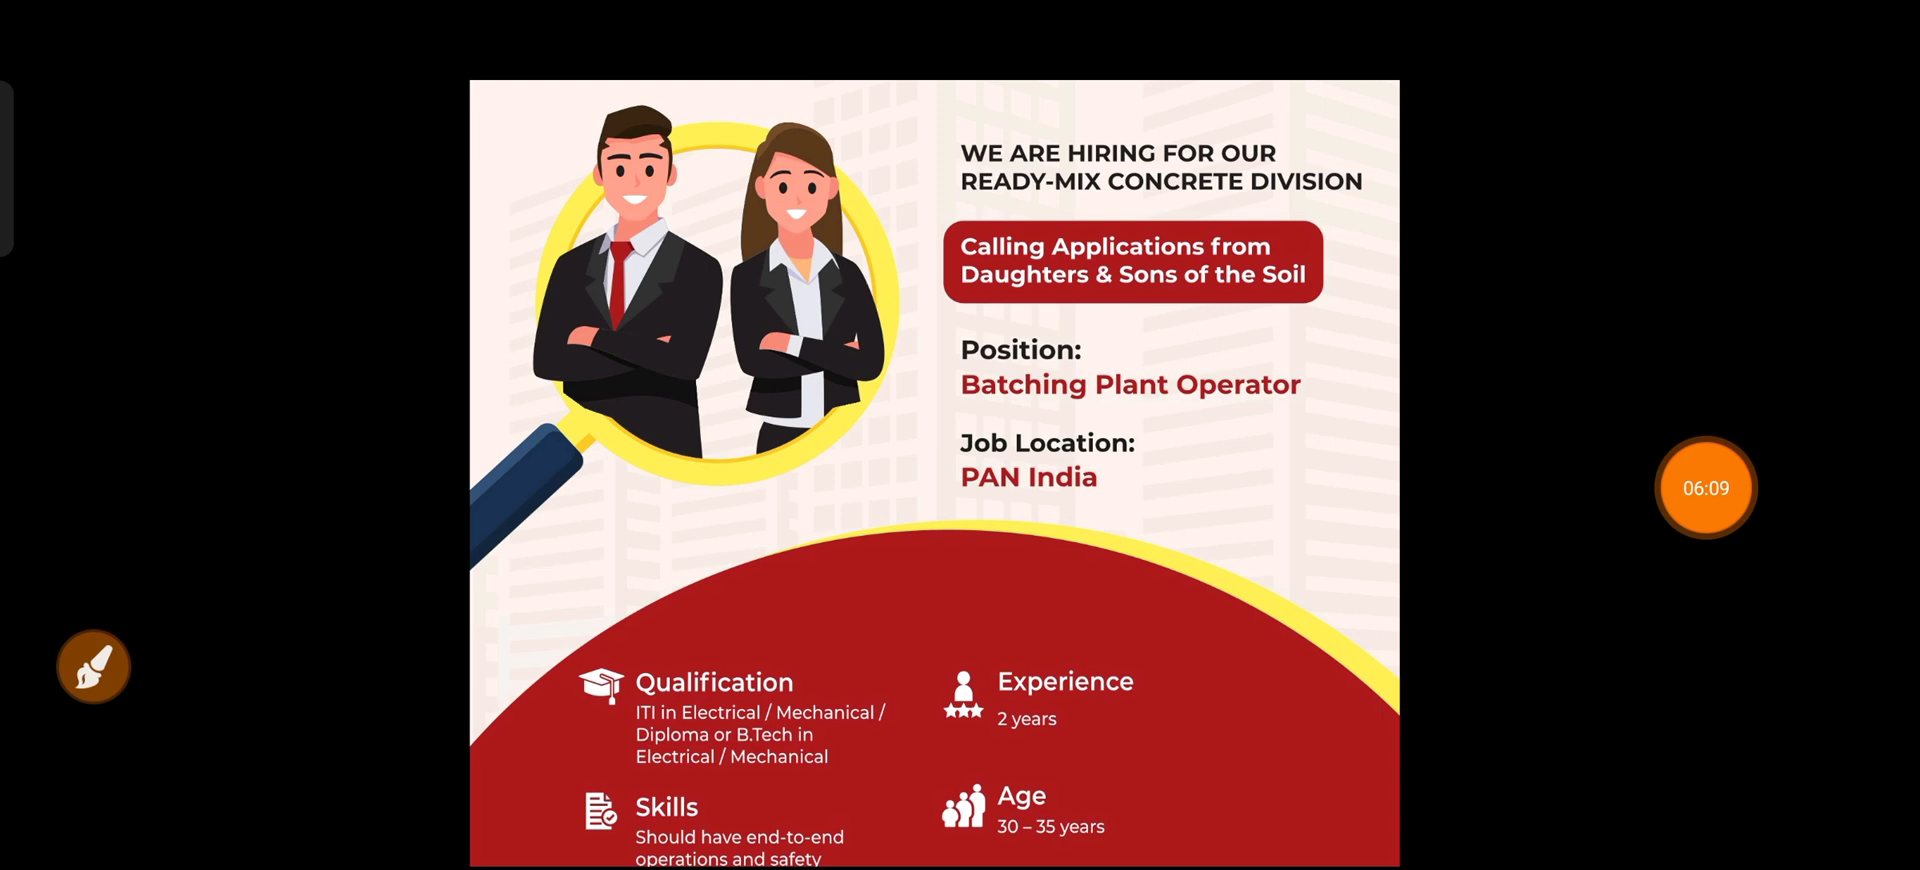 WE ARE HIRING FOR OUR
READY-MIX CONCRETE DIVISION
Calling Applications from
Daughters & Sons of the Soil
Position:
Batching Plant Operator
Job Location:
PAN India
06:09
Qualification
ITI in Electrical / Mechanical /
Diploma or B.Tech in
Electrical / Mechanical
Experience
2 years
Skills
Should have end-to-end
operations and safety
Age
30 – 35 years